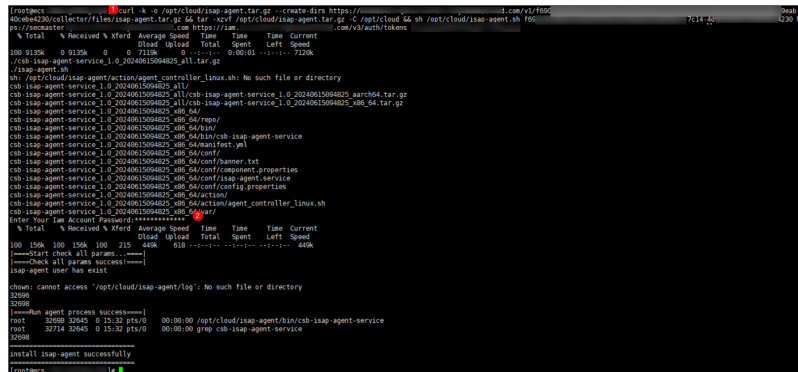 [root@ecs 1 curl -k -o /opt/cloud/isap-agent.tar.gz --create-dirs https:// d.com/v1/f690 9eab
40cebe4230/collector/files/isap-agent.tar.gz && tar -xzvf /opt/cloud/isap-agent.tar.gz -C /opt/cloud && sh /opt/cloud/isap-agent.sh f69 7c14-4d 4230
ps://secmaster .com https://iam. .com/v3/auth/tokens
% Total % Received % Xferd Average Speed Time Time Time Current
Dload Upload Total Spent Left Speed
100 9135k 0 9135k 0 0 7119k 0 --:--:-- 0:00:01 --:--:-- 7120k
./csb-isap-agent-service_1.0_20240615094825_all.tar.gz
./isap-agent.sh
sh: /opt/cloud/isap-agent/action/agent_controller_linux.sh: No such file or directory
csb-isap-agent-service_1.0_20240615094825_all/
csb-isap-agent-service_1.0_20240615094825_all/csb-isap-agent-service_1.0_20240615094825_aarch64.tar.gz
csb-isap-agent-service_1.0_20240615094825_all/csb-isap-agent-service_1.0_20240615094825_x86_64.tar.gz
csb-isap-agent-service_1.0_20240615094825_x86_64/
csb-isap-agent-service_1.0_20240615094825_x86_64/repo/
csb-isap-agent-service_1.0_20240615094825_x86_64/bin/
csb-isap-agent-service_1.0_20240615094825_x86_64/bin/csb-isap-agent-service
csb-isap-agent-service_1.0_20240615094825_x86_64/manifest.yml
csb-isap-agent-service_1.0_20240615094825_x86_64/conf/
csb-isap-agent-service_1.0_20240615094825_x86_64/conf/banner.txt
csb-isap-agent-service_1.0_20240615094825_x86_64/conf/component.properties
csb-isap-agent-service_1.0_20240615094825_x86_64/conf/isap-agent.service
csb-isap-agent-service_1.0_20240615094825_x86_64/conf/config.properties
csb-isap-agent-service_1.0_20240615094825_x86_64/action/
csb-isap-agent-service_1.0_20240615094825_x86_64/action/agent_controller_linux.sh
csb-isap-agent-service_1.0_20240615094825_x86_64/var/
Enter Your Iam Account Password:************* 2
% Total % Received % Xferd Average Speed Time Time Time Current
Dload Upload Total Spent Left Speed
100 156k 100 156k 100 215 449k 618 --:--:-- --:--:-- --:--:-- 449k
|====Start check all params...====|
|====Check all params success!====|
isap-agent user has exist
chown: cannot access '/opt/cloud/isap-agent/log': No such file or directory
32696
32698
|====Run agent process success====|
root 32698 32645 0 15:32 pts/0 00:00:00 /opt/cloud/isap-agent/bin/csb-isap-agent-service
root 32714 32645 0 15:32 pts/0 00:00:00 grep csb-isap-agent-service
32698
================================
install isap-agent successfully
================================
[root@ecs ]#